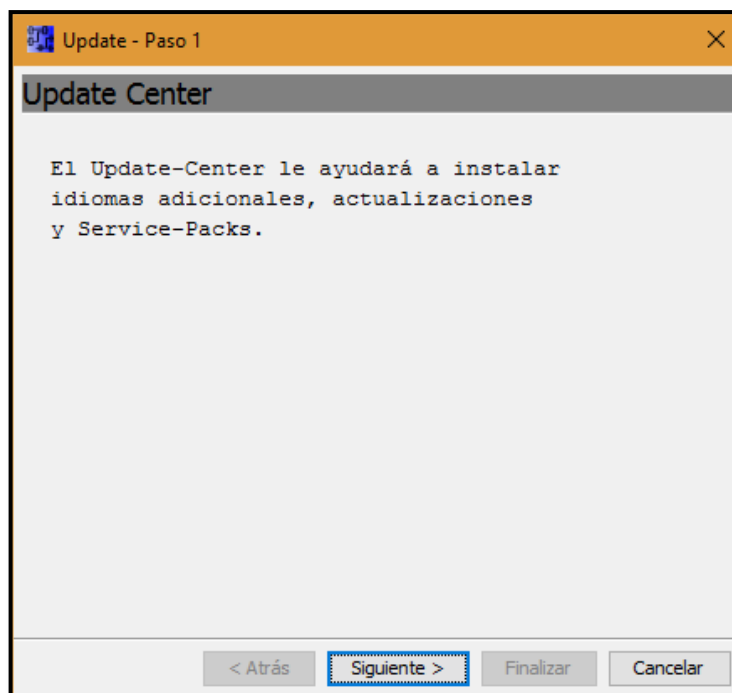 Update - Paso 1
Update Center
El Update-Center le ayudará a instalar
idiomas adicionales, actualizaciones
y Service-Packs.
< Atrás
Siguiente >
Finalizar
Cancelar